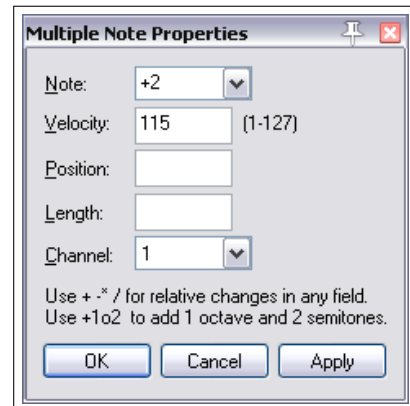 Multiple Note Properties
Note: +2
Velocity: 115 (1-127)
Position:
Length:
Channel: 1
Use + -* / for relative changes in any field.
Use +1o2 to add 1 octave and 2 semitones.
OK Cancel Apply